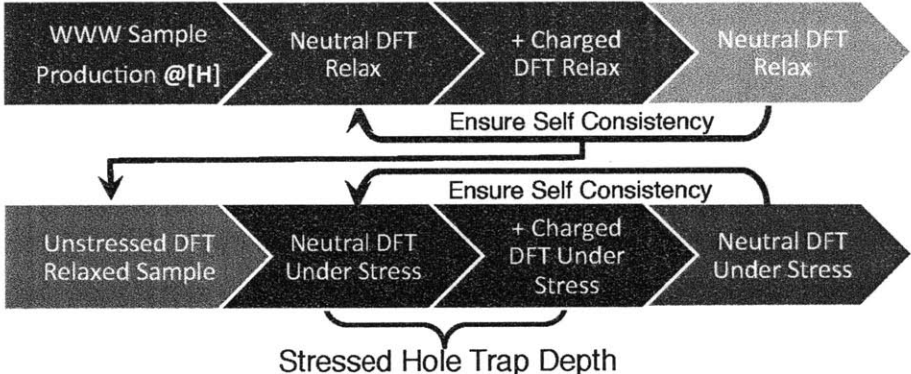 WWW Sample
Production @[H]
Neutral DFT
Relax
+ Charged
DFT Relax
Neutral DFT
Relax
Ensure Self Consistency
Ensure Self Consistency
Unstressed DFT
Relaxed Sample
Neutral DFT
Under Stress
+ Charged
DFT Under
Stress
Neutral DFT
Under Stress
Stressed Hole Trap Depth